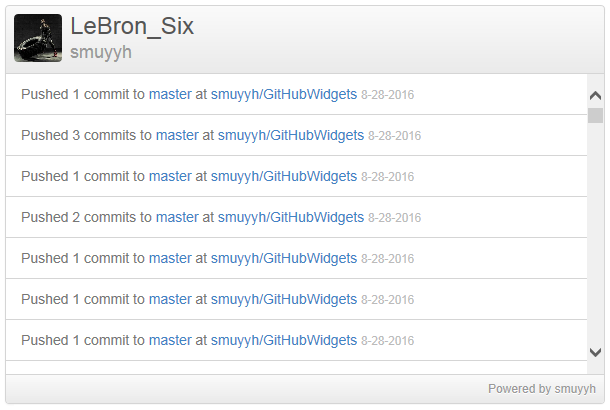 LeBron_Six
smuyyh
Pushed 1 commit to master at smuyyh/GitHubWidgets 8-28-2016
Pushed 3 commits to master at smuyyh/GitHubWidgets 8-28-2016
Pushed 1 commit to master at smuyyh/GitHubWidgets 8-28-2016
Pushed 2 commits to master at smuyyh/GitHubWidgets 8-28-2016
Pushed 1 commit to master at smuyyh/GitHubWidgets 8-28-2016
Pushed 1 commit to master at smuyyh/GitHubWidgets 8-28-2016
Pushed 1 commit to master at smuyyh/GitHubWidgets 8-28-2016
Powered by smuyyh